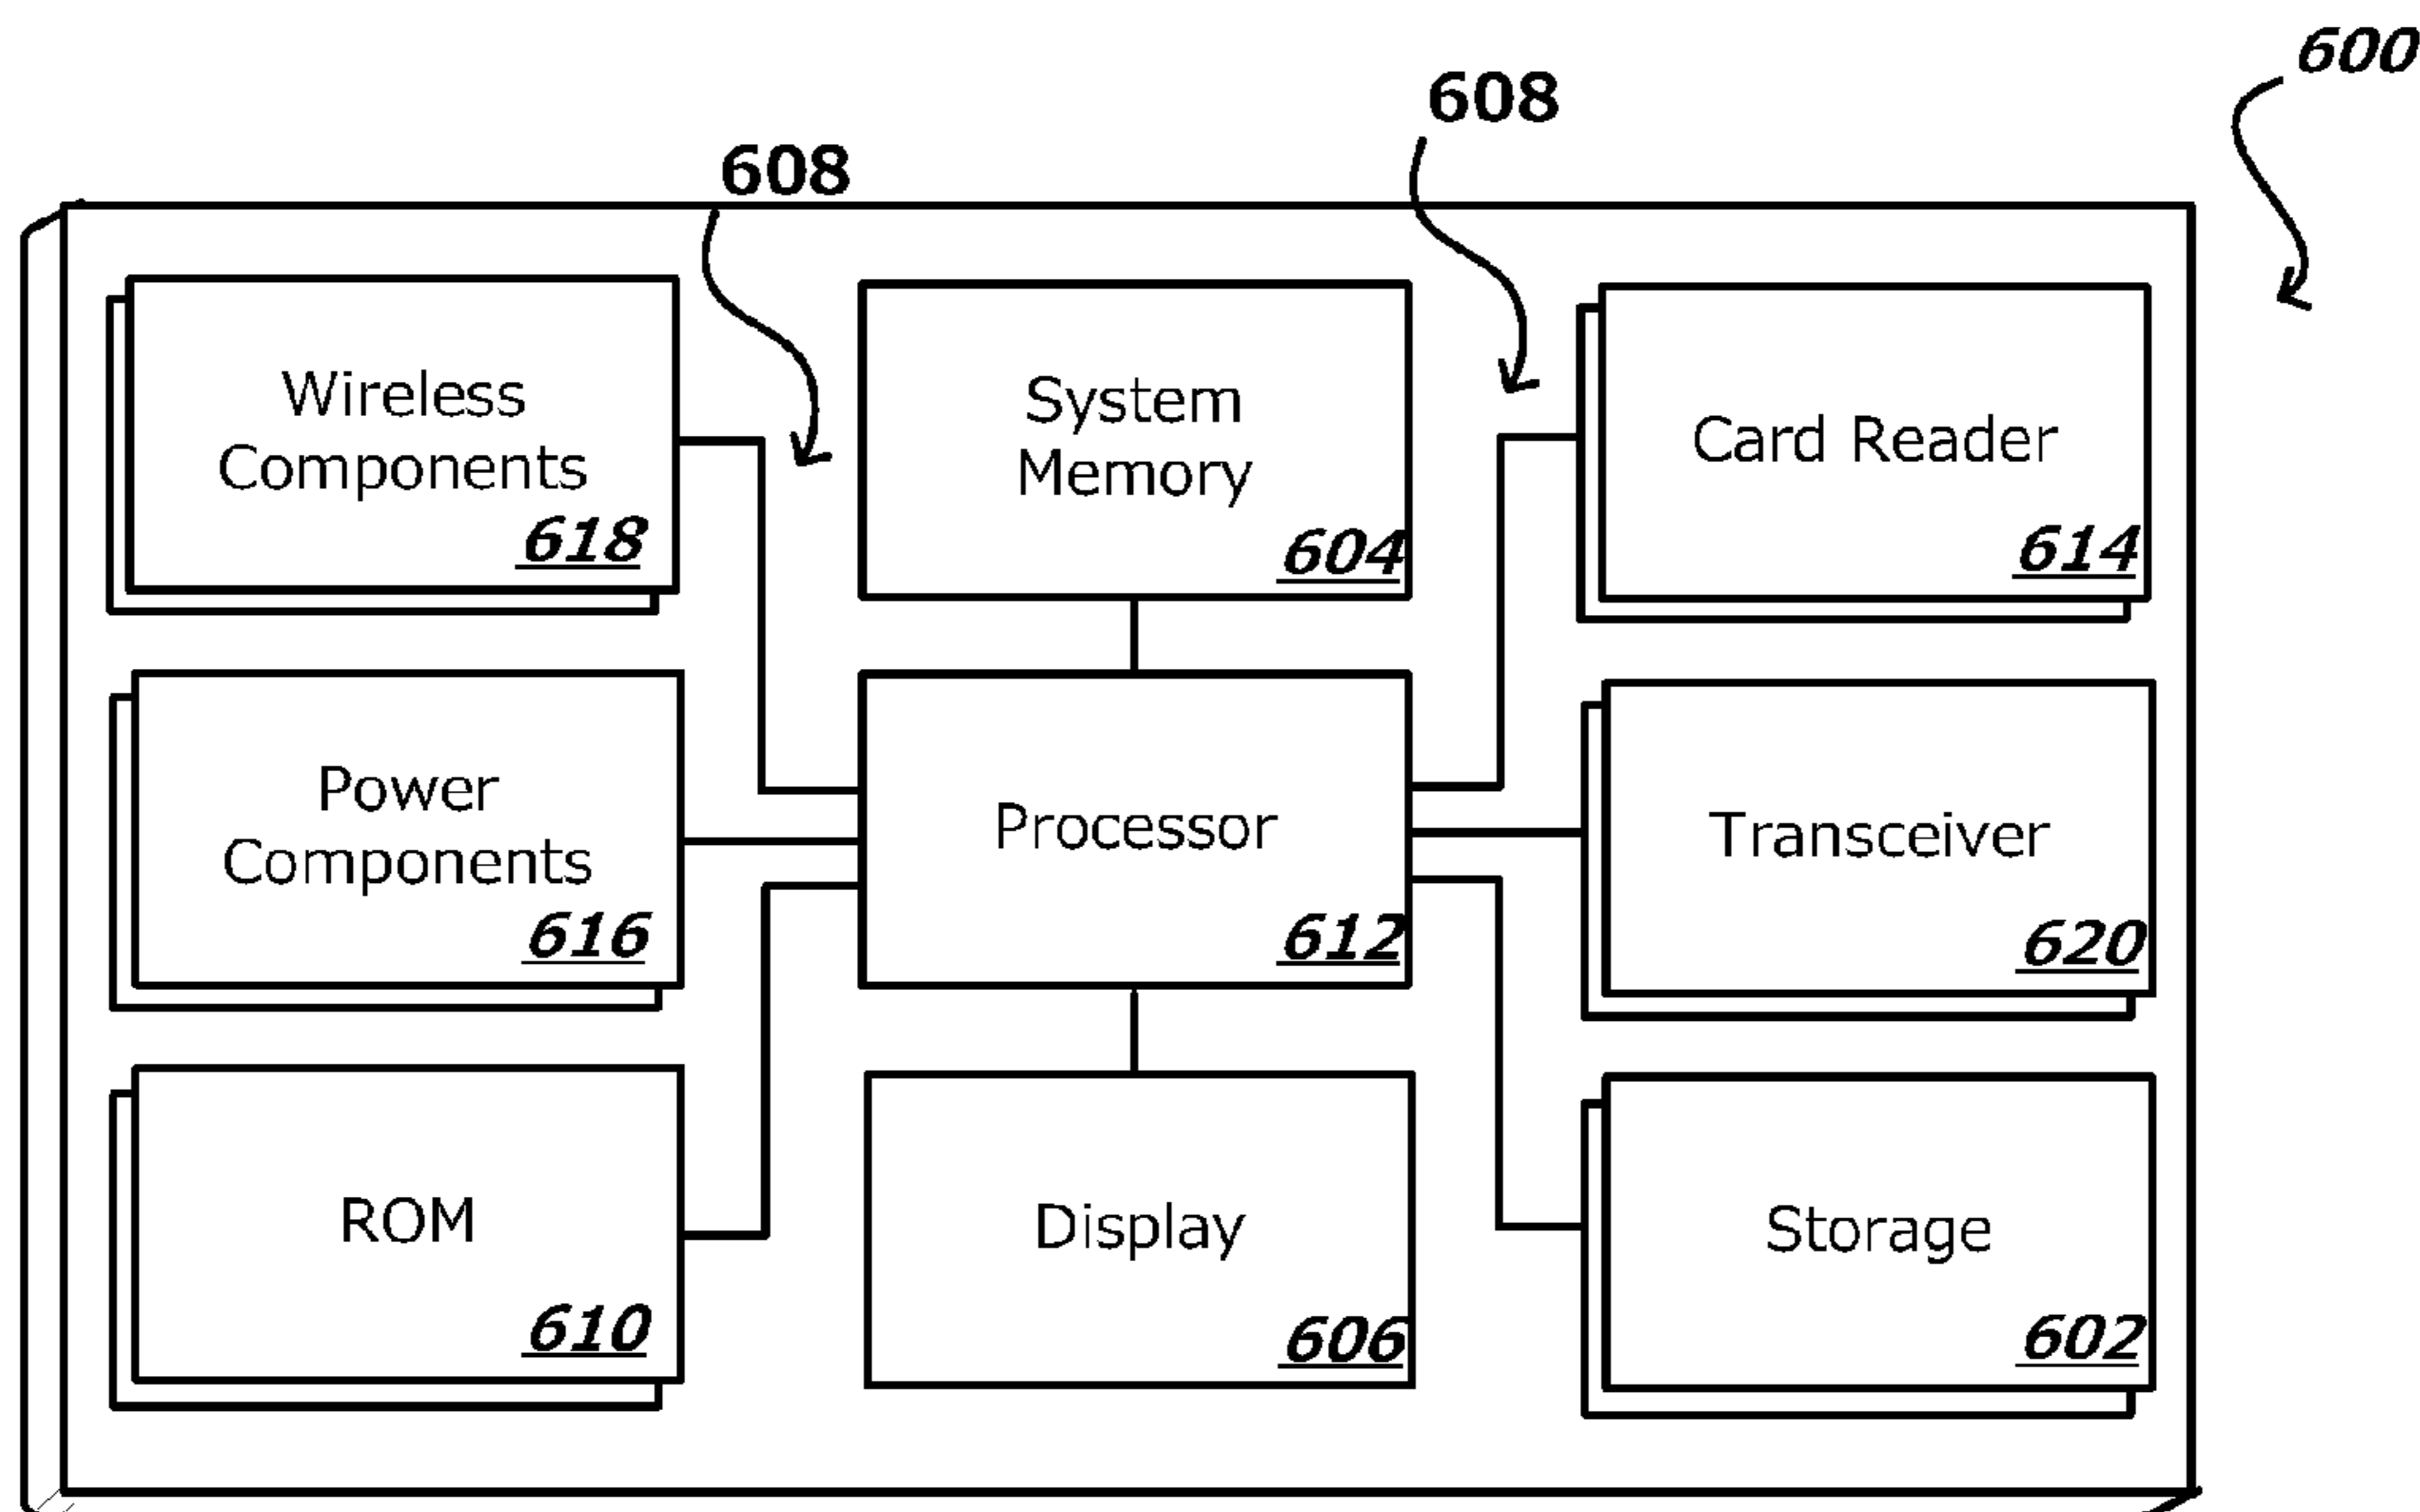 600
608
608
Wireless
Components
618
System
Memory
604
Card Reader
614
Power
Components
616
Processor
612
Transceiver
620
ROM
610
Display
606
Storage
602